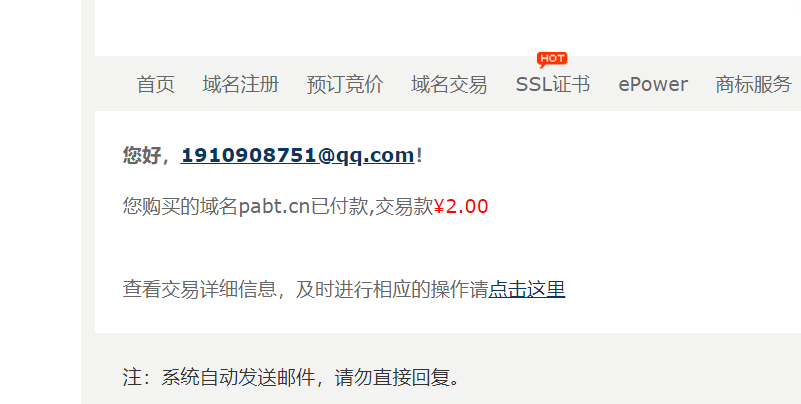 HOT
首页 域名注册 预订竞价 域名交易 SSL证书 ePower 商标服务
您好，1910908751@qq.com！
您购买的域名pabt.cn已付款,交易款¥2.00
查看交易详细信息，及时进行相应的操作请点击这里
注：系统自动发送邮件，请勿直接回复。